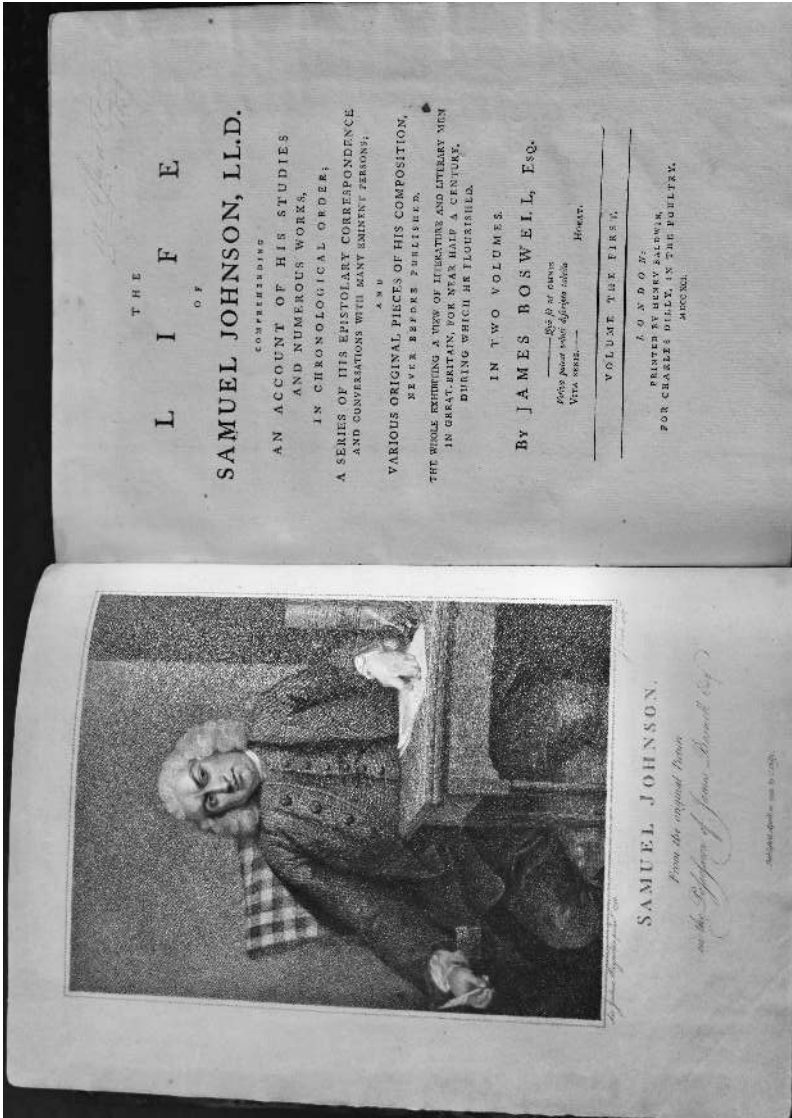 SAMUEL JOHNSON.
From the original Picture
in the Possession of James Boswell Esq.
THE
LIFE
OF
SAMUEL JOHNSON, LL.D.
COMPREHENDING
AN ACCOUNT OF HIS STUDIES
AND NUMEROUS WORKS,
IN CHRONOLOGICAL ORDER;
A SERIES OF HIS EPISTOLARY CORRESPONDENCE
AND CONVERSATIONS WITH MANY EMINENT PERSONS;
AND
VARIOUS ORIGINAL PIECES OF HIS COMPOSITION,
NEVER BEFORE PUBLISHED.
THE WHOLE EXHIBITING A VIEW OF LITERATURE AND LITERARY MEN
IN GREAT-BRITAIN, FOR NEAR HALF A CENTURY,
DURING WHICH HE FLOURISHED.
IN TWO VOLUMES.
By JAMES BOSWELL, Esq.
——Quò fit ut OMNIS
Votiva pateat veluti descripta tabella
VITA SENIS.—— HORAT.
VOLUME THE FIRST.
LONDON:
PRINTED BY HENRY BALDWIN,
FOR CHARLES DILLY, IN THE POULTRY.
MDCCXCI.